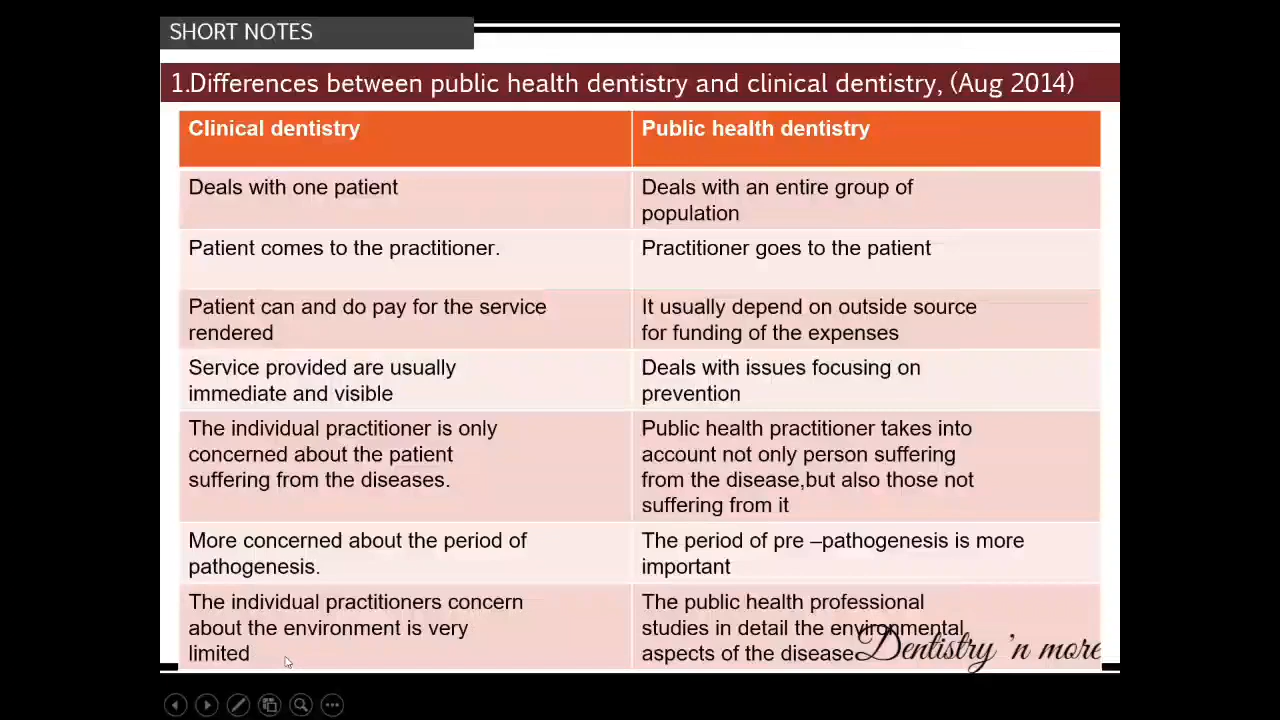 SHORT NOTES
1.Differences between public health dentistry and clinical dentistry, (Aug 2014)
Clinical dentistry
Public health dentistry
Deals with one patient
Deals with an entire group of
population
Patient comes to the practitioner.
Practitioner goes to the patient
Patient can and do pay for the service
rendered
It usually depend on outside source
for funding of the expenses
Service provided are usually
immediate and visible
Deals with issues focusing on
prevention
The individual practitioner is only
concerned about the patient
suffering from the diseases.
Public health practitioner takes into
account not only person suffering
from the disease,but also those not
suffering from it
More concerned about the period of
pathogenesis.
The period of pre –pathogenesis is more
important
The individual practitioners concern
about the environment is very
limited
The public health professional
studies in detail the environmental
aspects of the disease
Dentistry 'n more